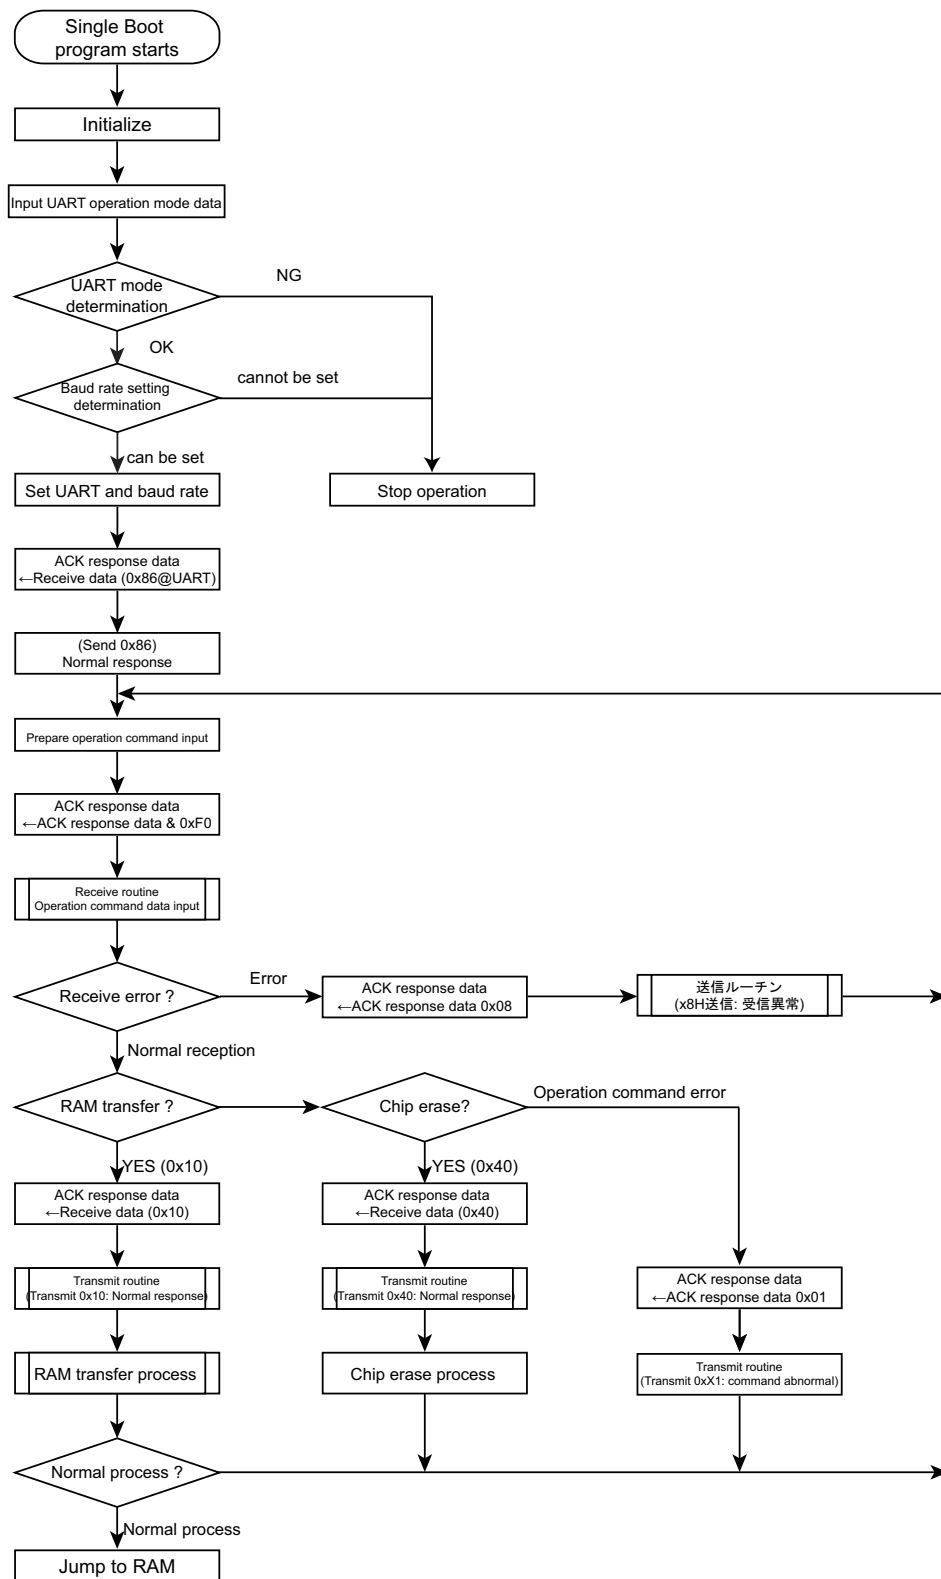 Single Boot
program starts
Initialize
Input UART operation mode data
UART mode
determination
NG
OK
Baud rate setting
determination
cannot be set
can be set
Set UART and baud rate
Stop operation
ACK response data
←Receive data (0x86@UART)
(Send 0x86)
Normal response
Prepare operation command input
ACK response data
←ACK response data & 0xF0
Receive routine
Operation command data input
Receive error ?
Error
ACK response data
←ACK response data 0x08
送信ルーチン
(x8H送信: 受信異常)
Normal reception
RAM transfer ?
Chip erase?
Operation command error
YES (0x10)
YES (0x40)
ACK response data
←Receive data (0x10)
ACK response data
←Receive data (0x40)
Transmit routine
(Transmit 0x10: Normal response)
Transmit routine
(Transmit 0x40: Normal response)
ACK response data
←ACK response data 0x01
RAM transfer process
Chip erase process
Transmit routine
(Transmit 0xX1: command abnormal)
Normal process ?
Normal process
Jump to RAM